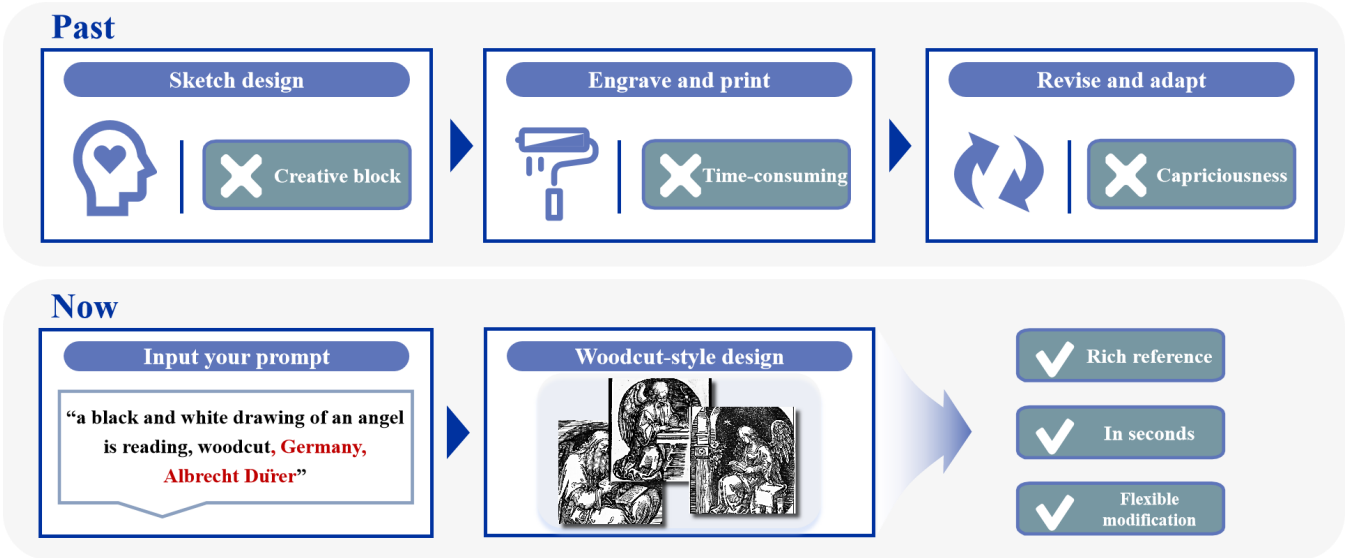 Past
Sketch design
Creative block
Engrave and print
Time-consuming
Revise and adapt
Capriciousness
Now
Input your prompt
“a black and white drawing of an angel
is reading, woodcut, Germany,
Albrecht Dürer”
Woodcut-style design
Rich reference
In seconds
Flexible
modification